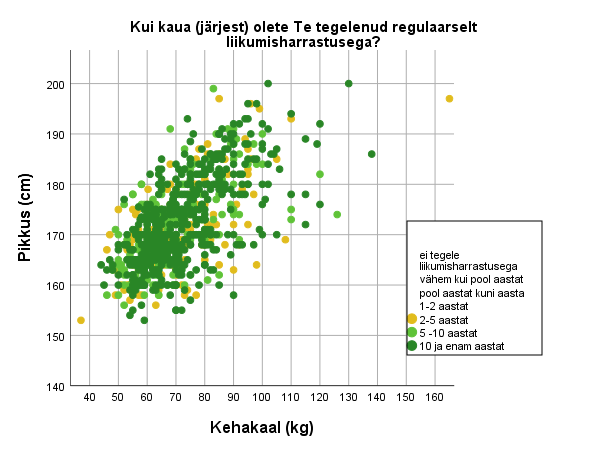 Kui kaua (järjest) olete Te tegelenud regulaarselt
liikumisharrastusega?
Pikkus (cm)
200
190
180
170
160
150
140
40 50 60 70 80 90 100 110 120 130 140 150 160
Kehakaal (kg)
ei tegele
liikumisharrastusega
vähem kui pool aastat
pool aastat kuni aasta
1-2 aastat
2-5 aastat
5 -10 aastat
10 ja enam aastat